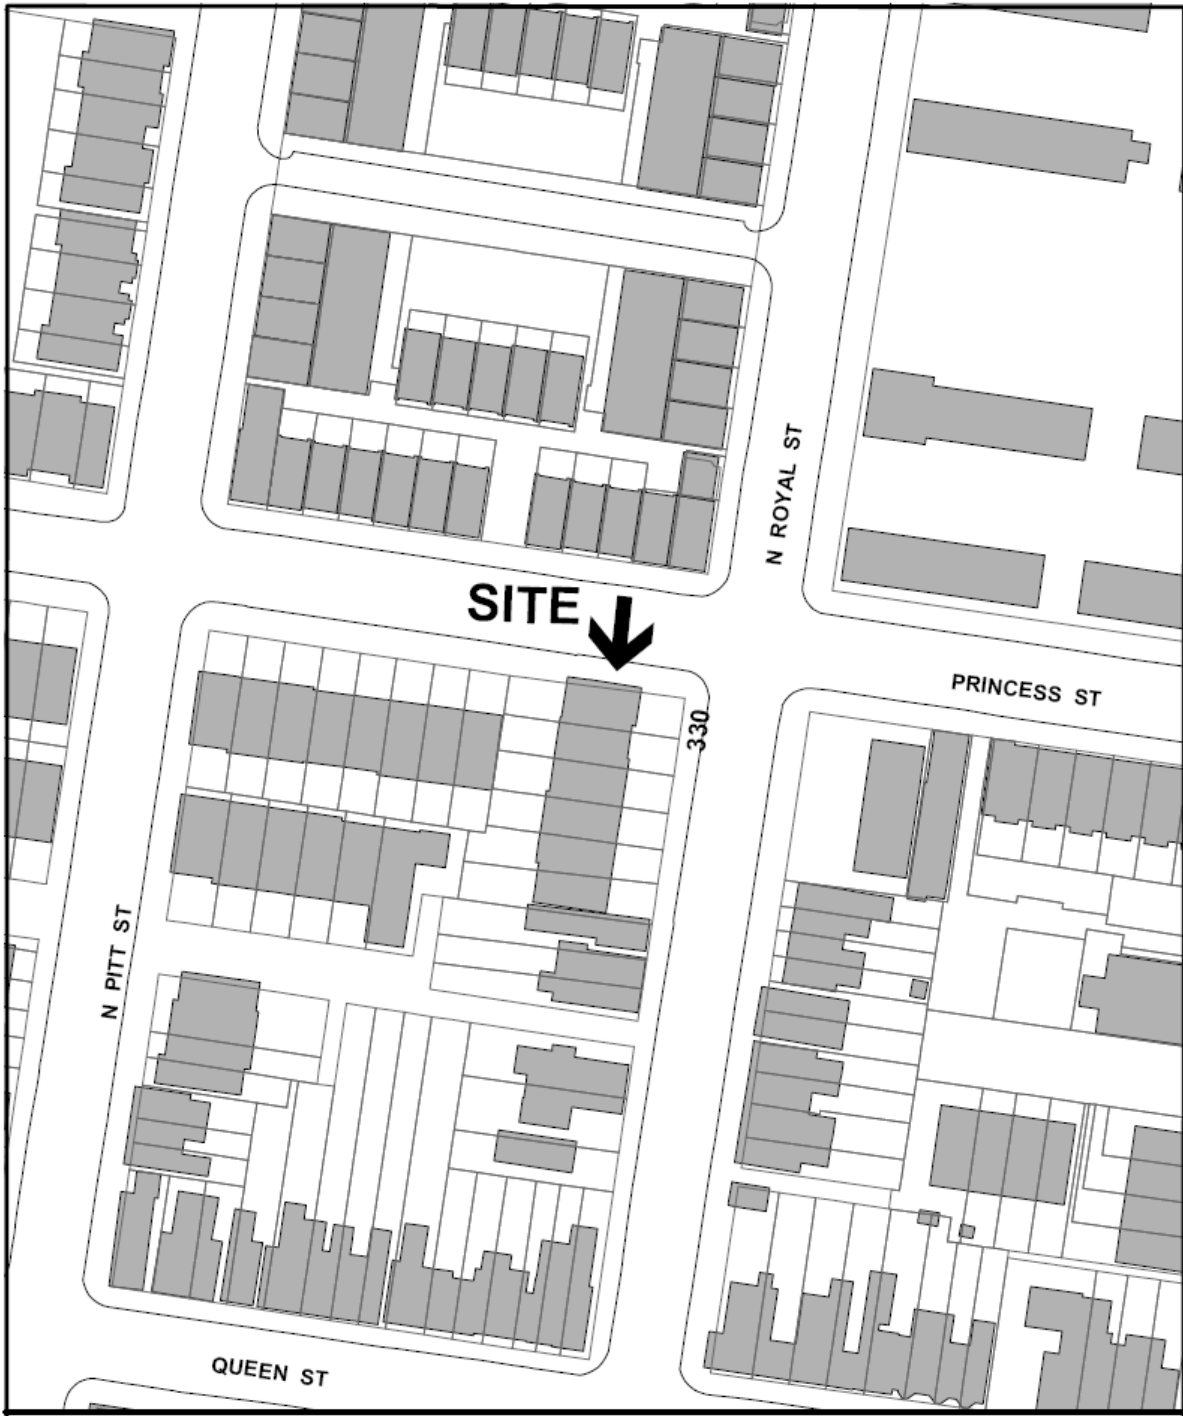 N ROYAL ST
SITE
PRINCESS ST
330
N PITT ST
QUEEN ST